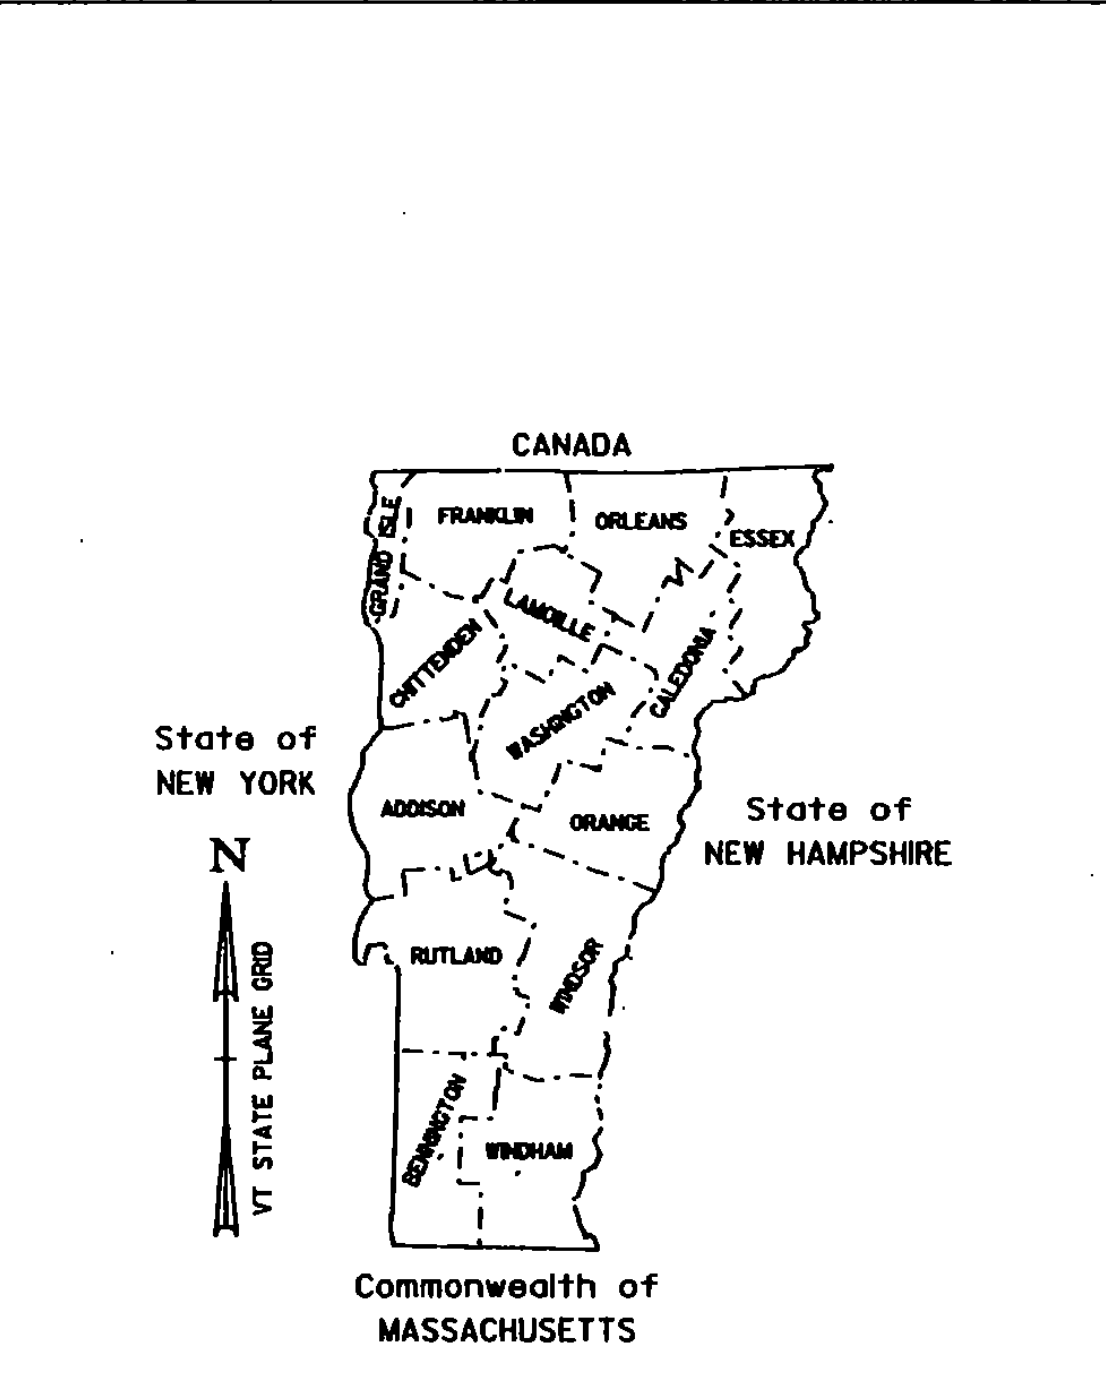 CANADA
FRANKLIN
ORLEANS
ESSEX
GRAND ISLE
LAMOILLE
CHITTENDEN
CALEDONIA
WASHINGTON
State of
NEW YORK
ADDISON
ORANGE
State of
NEW HAMPSHIRE
N
VT STATE PLANE GRID
RUTLAND
WINDSOR
BENNINGTON
WINDHAM
Commonwealth of
MASSACHUSETTS